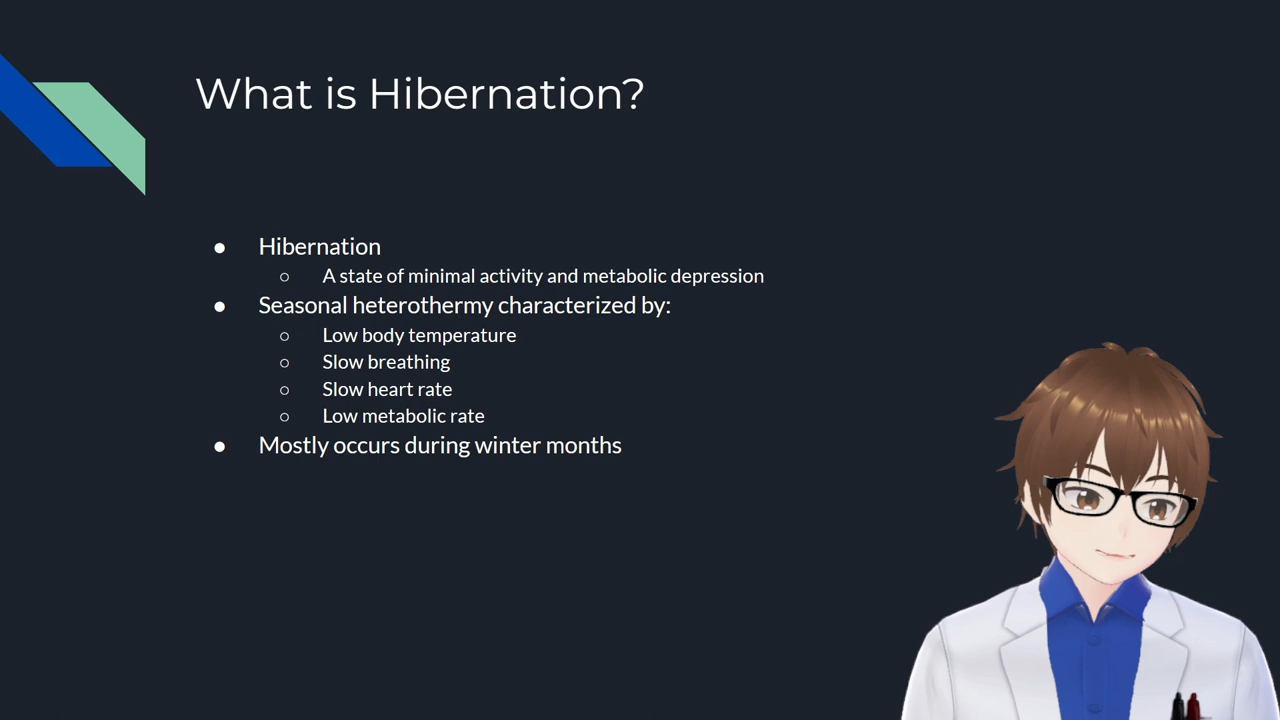 What is Hibernation?
● Hibernation
○ A state of minimal activity and metabolic depression
● Seasonal heterothermy characterized by:
○ Low body temperature
○ Slow breathing
○ Slow heart rate
○ Low metabolic rate
● Mostly occurs during winter months